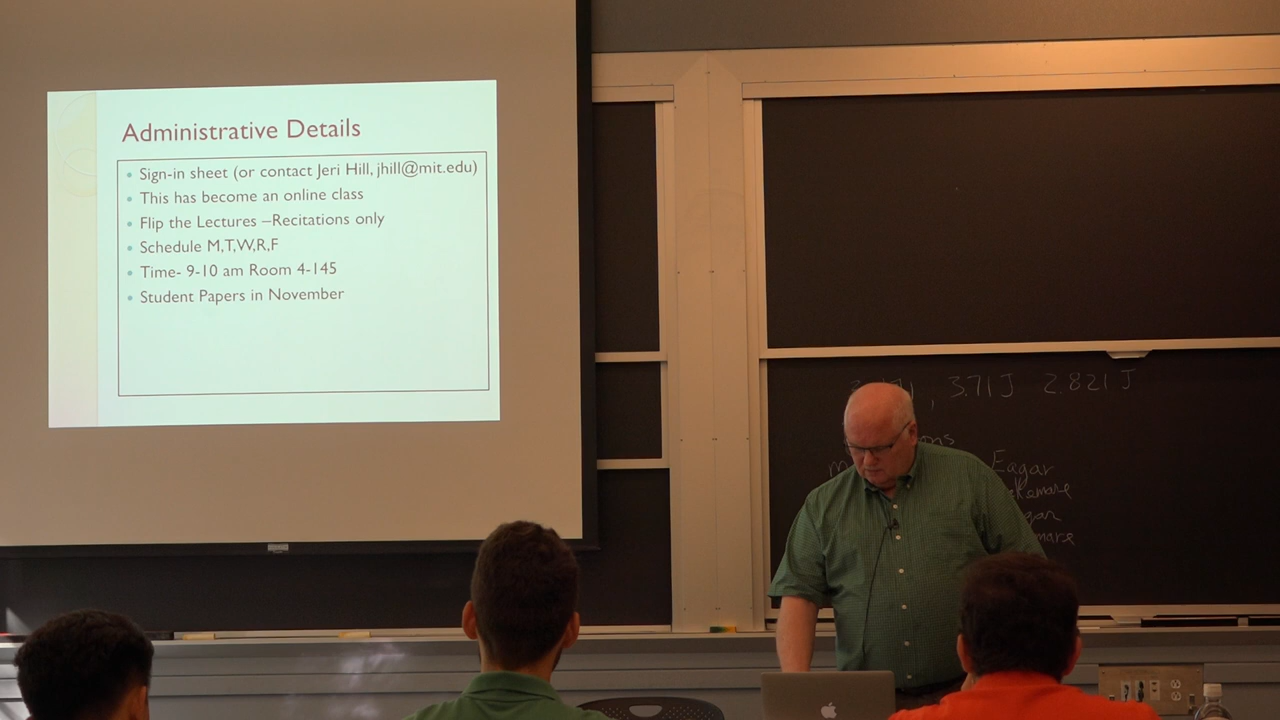 Administrative Details
Sign-in sheet (or contact Jeri Hill, jhill@mit.edu)
This has become an online class
Flip the Lectures –Recitations only
Schedule M,T,W,R,F
Time- 9-10 am Room 4-145
Student Papers in November
3.71J 2.821J
Eagar